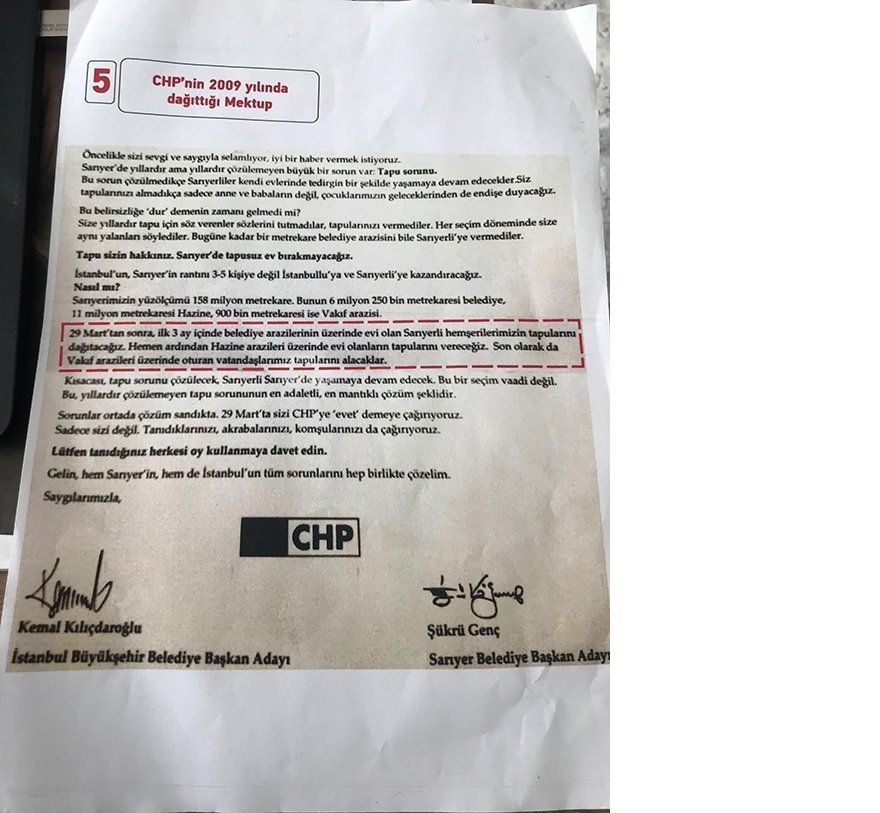 5
CHP'nin 2009 yılında
dağıttığı Mektup
Öncelikle sizi sevgi ve saygıyla selamlıyor, iyi bir haber vermek istiyoruz.
Sarıyer'de yıllardır ama yıllardır çözülemeyen büyük bir sorun var: Tapu sorunu.
Bu sorun çözülmedikçe Sarıyerliler kendi evlerinde tedirgin bir şekilde yaşamaya devam edecekler.Siz
tapularınızı almadıkça sadece anne ve babaların değil, çocuklarımızın geleceklerinden de endişe duyacağız.
Bu belirsizliğe 'dur' demenin zamanı gelmedi mi?
Size yıllardır tapu için söz verenler sözlerini tutmadılar, tapularınızı vermediler. Her seçim döneminde size
aynı yalanları söylediler. Bugüne kadar bir metrekare belediye arazisini bile Sarıyerli'ye vermediler.
Tapu sizin hakkınız. Sarıyer'de tapusuz ev bırakmayacağız.
İstanbul'un, Sarıyer'in rantını 3-5 kişiye değil İstanbullu'ya ve Sarıyerli'ye kazandıracağız.
Nasıl mı?
Sarıyerimizin yüzölçümü 158 milyon metrekare. Bunun 6 milyon 250 bin metrekaresi belediye,
11 milyon metrekaresi Hazine, 900 bin metrekaresi ise Vakıf arazisi.
29 Mart'tan sonra, ilk 3 ay içinde belediye arazilerinin üzerinde evi olan Sarıyerli hemşerilerimizin tapularını
dağıtacağız. Hemen ardından Hazine arazileri üzerinde evi olanların tapularını vereceğiz. Son olarak da
Vakıf arazileri üzerinde oturan vatandaşlarımız tapularını alacaklar.
Kısacası, tapu sorunu çözülecek, Sarıyerli Sarıyer'de yaşamaya devam edecek. Bu bir seçim vaadi değil.
Bu, yıllardır çözülemeyen tapu sorununun en adaletli, en mantıklı çözüm şeklidir.
Sorunlar ortada çözüm sandıkta. 29 Mart'ta sizi CHP'ye 'evet' demeye çağırıyoruz.
Sadece sizi değil. Tanıdıklarınızı, akrabalarınızı, komşularınızı da çağırıyoruz.
Lütfen tanıdığınız herkesi oy kullanmaya davet edin.
Gelin, hem Sarıyer'in, hem de İstanbul'un tüm sorunlarını hep birlikte çözelim.
Saygılarımızla,
CHP
Kemal Kılıçdaroğlu
Şükrü Genç
İstanbul Büyükşehir Belediye Başkan Adayı
Sarıyer Belediye Başkan Adayı